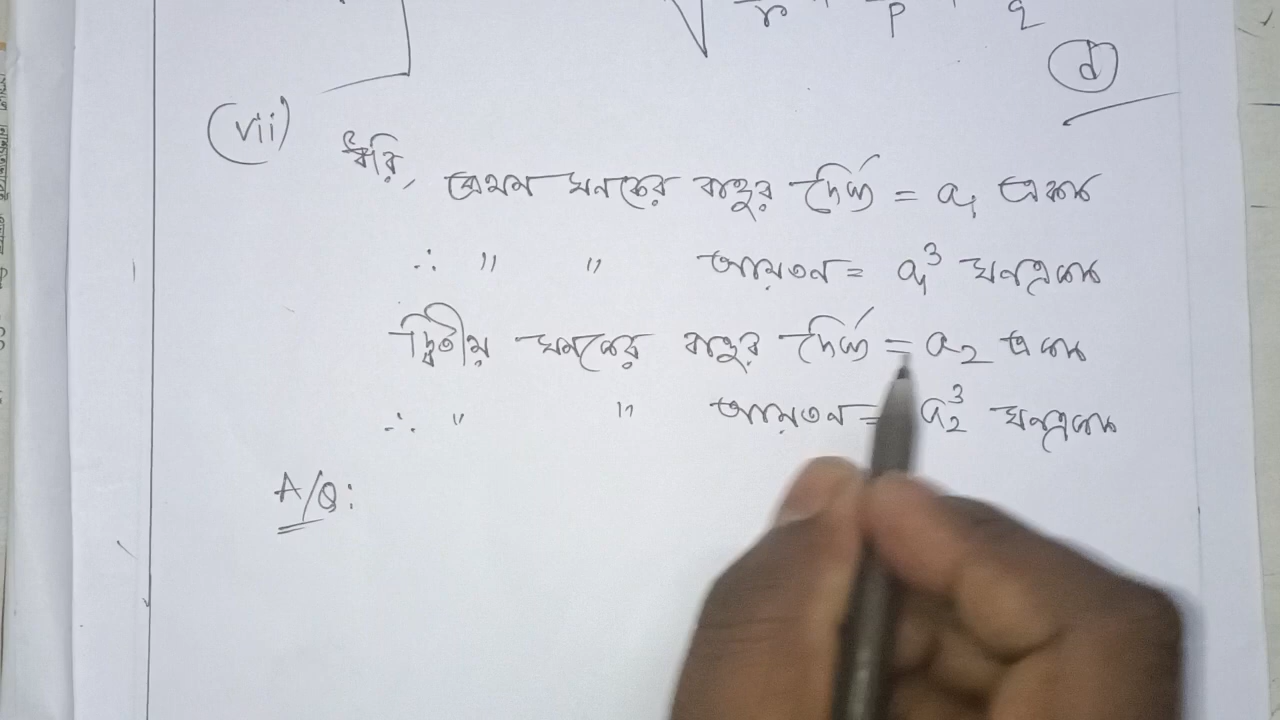 r p q
(d)
(vii) ধরি, প্রথম ঘনকের বাহুর দৈর্ঘ্য = a₁ একক
∴ " " আয়তন = a₁³ ঘনএকক
দ্বিতীয় ঘনকের বাহুর দৈর্ঘ্য = a₂ একক
∴ " " আয়তন = a₂³ ঘনএকক
A/Q: